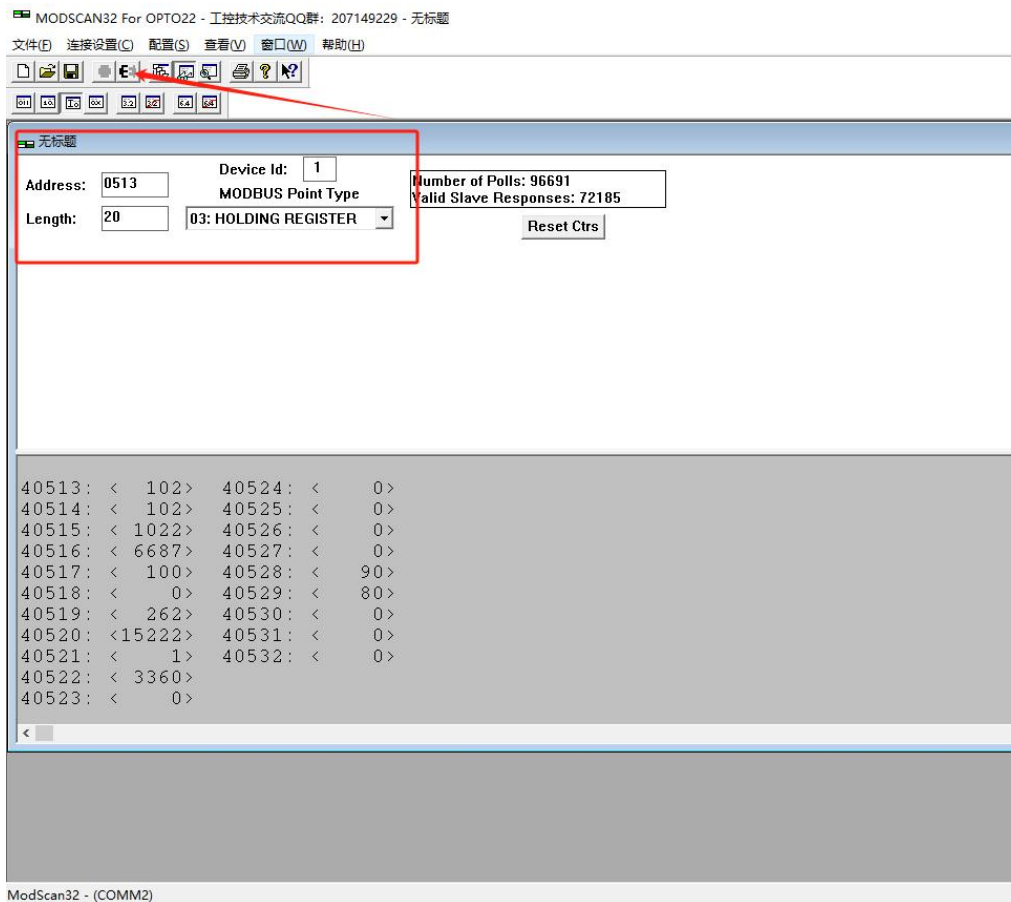 MODSCAN32 For OPTO22 - 工控技术交流QQ群：207149229 - 无标题
文件(F) 连接设置(C) 配置(S) 查看(V) 窗口(W) 帮助(H)
无标题
Device Id: 1
Address: 0513
MODBUS Point Type
Length: 20
03: HOLDING REGISTER
Number of Polls: 96691
Valid Slave Responses: 72185
Reset Ctrs
40513: < 102> 40524: < 0>
40514: < 102> 40525: < 0>
40515: < 1022> 40526: < 0>
40516: < 6687> 40527: < 0>
40517: < 100> 40528: < 90>
40518: < 0> 40529: < 80>
40519: < 262> 40530: < 0>
40520: <15222> 40531: < 0>
40521: < 1> 40532: < 0>
40522: < 3360>
40523: < 0>
ModScan32 - (COMM2)